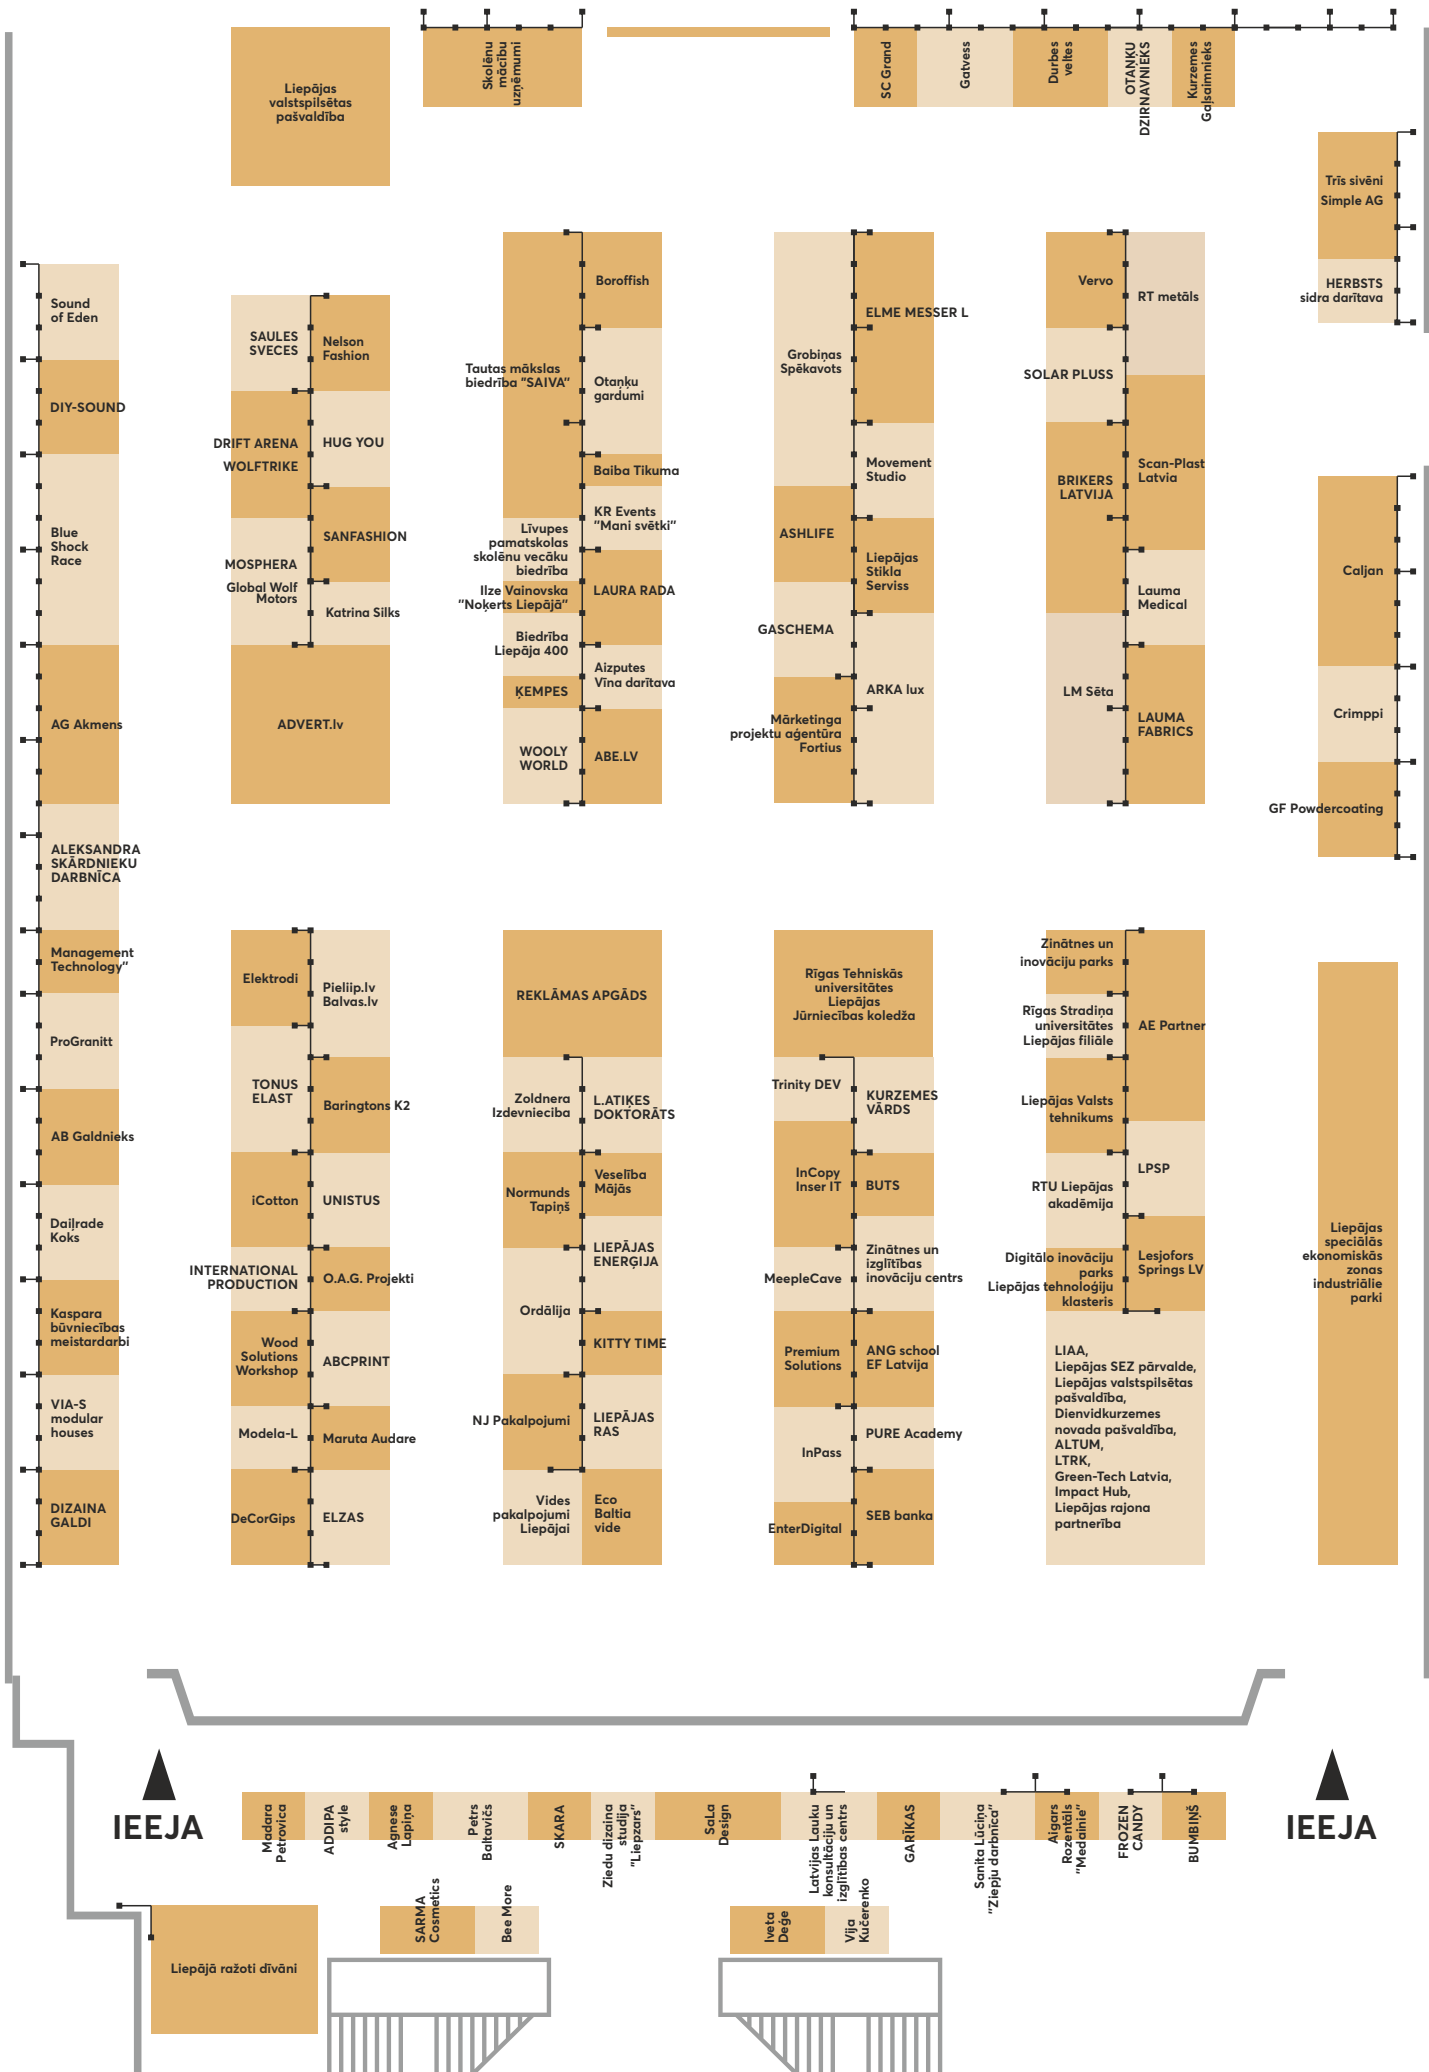 Liepājas
valstspilsētas
pašvaldība
Skolēnu
mācību
uzņēmumi
SC Grand
Gatvess
Durbes
veltes
OTAŅKU
DZIRNAVNIEKS
Kurzemes
Gaļsaimnieks
Trīs sivēni
Simple AG
HERBSTS
sidra darītava
Sound
of Eden
DIY-SOUND
Blue
Shock
Race
AG Akmens
ALEKSANDRA
SKĀRDNIEKU
DARBNĪCA
Management
Technology"
ProGranitt
AB Galdnieks
Daiļrade
Koks
Kaspara
būvniecības
meistardarbi
VIA-S
modular
houses
DIZAINA
GALDI
SAULES
SVECES
DRIFT ARENA
WOLFTRIKE
MOSPHERA
Global Wolf
Motors
Nelson
Fashion
HUG YOU
SANFASHION
Katrina Silks
ADVERT.lv
Tautas mākslas
biedrība "SAIVA"
Līvupes
pamatskolas
skolēnu vecāku
biedrība
Ilze Vainovska
"Noķerts Liepājā"
Biedrība
Liepāja 400
ĶEMPES
WOOLY
WORLD
Boroffish
Otaņku
gardumi
Baiba Tikuma
KR Events
"Mani svētki"
LAURA RADA
Aizputes
Vīna darītava
ABE.LV
Grobiņas
Spēkavots
ASHLIFE
GASCHEMA
Mārketinga
projektu aģentūra
Fortius
ELME MESSER L
Movement
Studio
Liepājas
Stikla
Serviss
ARKA lux
Vervo
SOLAR PLUSS
BRIKERS
LATVIJA
LM Sēta
RT metāls
Scan-Plast
Latvia
Lauma
Medical
LAUMA
FABRICS
Caljan
Crimppi
GF Powdercoating
Elektrodi
TONUS
ELAST
iCotton
INTERNATIONAL
PRODUCTION
Wood
Solutions
Workshop
Modela-L
DeCorGips
Pieliip.lv
Balvas.lv
Baringtons K2
UNISTUS
O.A.G. Projekti
ABCPRINT
Maruta Audare
ELZAS
REKLĀMAS APGĀDS
Zoldnera
Izdevnieciba
Normunds
Tapiņš
Ordālija
NJ Pakalpojumi
Vides
pakalpojumi
Liepājai
L.ATIĶES
DOKTORĀTS
Veselība
Mājās
LIEPĀJAS
ENERĢIJA
KITTY TIME
LIEPĀJAS
RAS
Eco
Baltia
vide
Rīgas Tehniskās
universitātes
Liepājas
Jūrniecības koledža
Trinity DEV
InCopy
Inser IT
MeepleCave
Premium
Solutions
InPass
EnterDigital
KURZEMES
VĀRDS
BUTS
Zinātnes un
izglītības
inovāciju centrs
ANG school
EF Latvija
PURE Academy
SEB banka
Zinātnes un
inovāciju parks
Rīgas Stradiņa
universitātes
Liepājas filiāle
Liepājas Valsts
tehnikums
RTU Liepājas
akadēmija
Digitālo inovāciju
parks
Liepājas tehnoloģiju
klasteris
AE Partner
LPSP
Lesjofors
Springs LV
LIAA,
Liepājas SEZ pārvalde,
Liepājas valstspilsētas
pašvaldība,
Dienvidkurzemes
novada pašvaldība,
ALTUM,
LTRK,
Green-Tech Latvia,
Impact Hub,
Liepājas rajona
partnerība
Liepājas
speciālās
ekonomiskās
zonas
industriālie
parki
IEEJA
IEEJA
Madara
Petrovica
ADDIPA
style
Agnese
Lapiņa
Petrs
Baltavičs
SKARA
Ziedu dizaina
studija
"Liepzars"
SaLa
Design
Latvijas Lauku
konsultāciju un
izglītības centrs
GARĪKAS
Sanita Lūciņa
"Ziepju darbnīca"
Aigars
Rozentāls
"Medainie"
FROZEN
CANDY
BUMBIŅŠ
SARMA
Cosmetics
Bee More
Iveta
Deģe
Vija
Kučerenko
Liepājā ražoti dīvāni